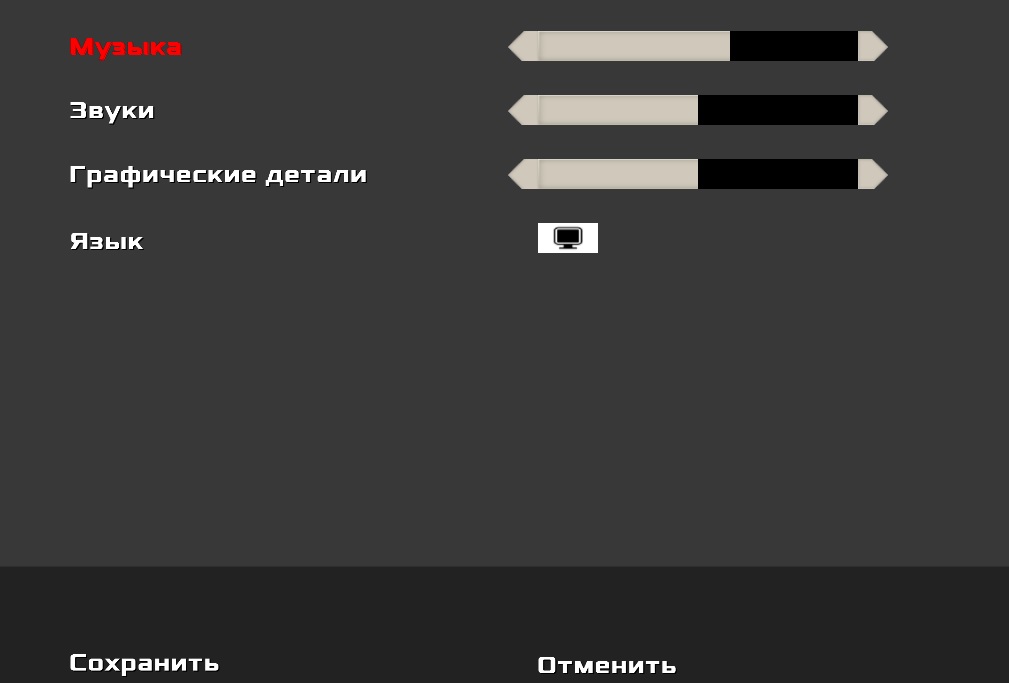 Музыка
Звуки
Графические детали
Язык
Сохранить
Отменить